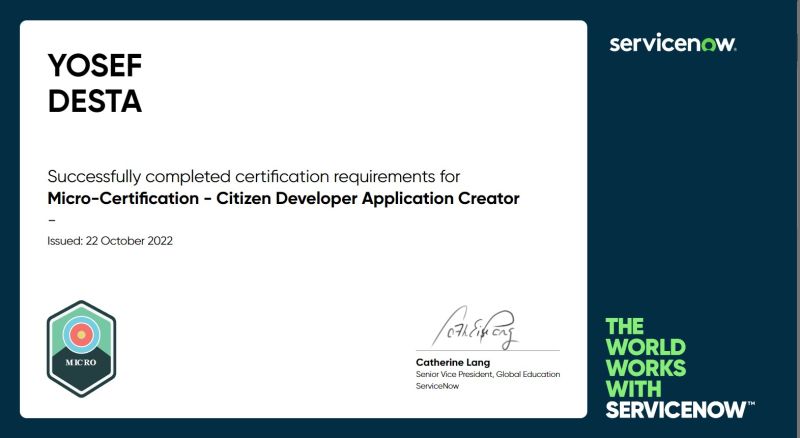 YOSEF
DESTA
servicenow
Successfully completed certification requirements for
Micro-Certification - Citizen Developer Application Creator
–
Issued: 22 October 2022
MICRO
Catherine Lang
Senior Vice President, Global Education
ServiceNow
THE
WORLD
WORKS
WITH
SERVICENOW™